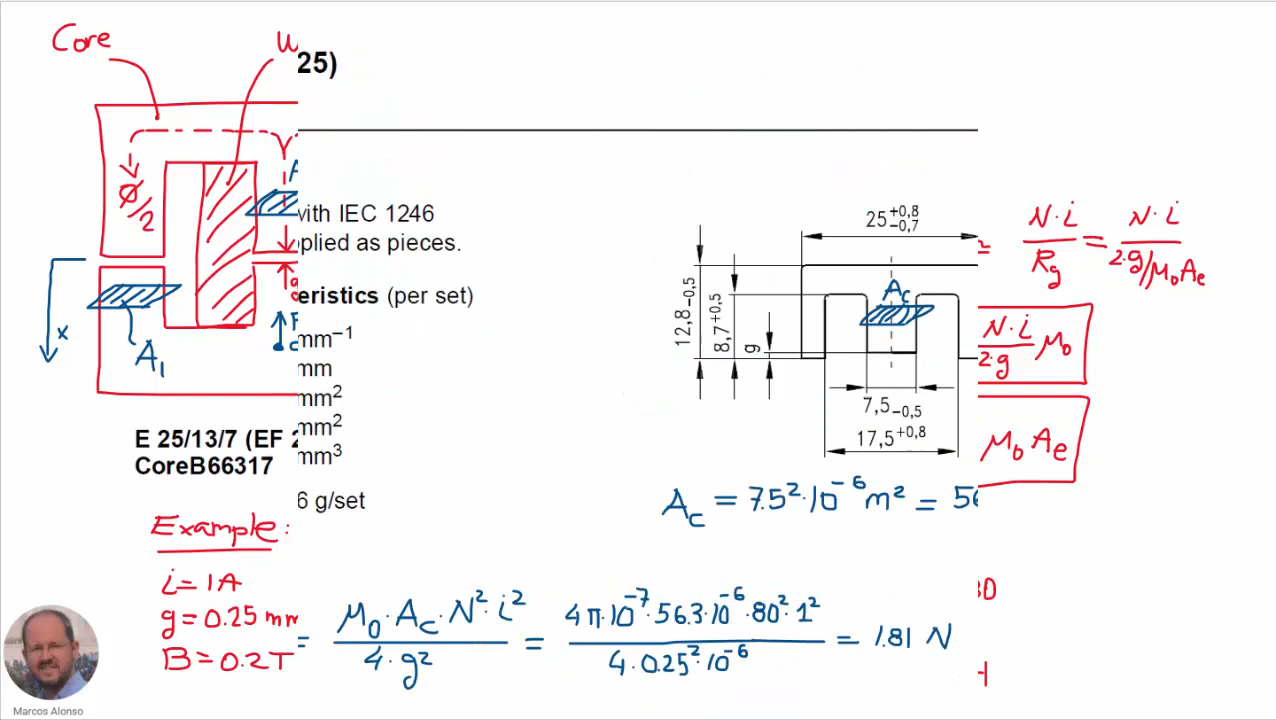 Core
25)
ith IEC 1246
plied as pieces.
eristics (per set)
mm⁻¹
mm
mm²
mm²
mm³
6 g/set
25+0,8−0,7
12,8−0,5
8,7+0,5
g
Ac
7,5−0,5
17,5+0,8
∅/2
x
A₁
N·i/Rg = N·i/2·g/μ₀Ae
N·i/2·g μ₀
μ₀ Ae
E 25/13/7 (EF 2
CoreB66317
Ac = 7.5²·10⁻⁶ m² = 56
Example:
i = 1A
g = 0.25 mm
B = 0.2T
= μ₀·Ac·N²·i²/4·g² = 4π·10⁻⁷·56.3·10⁻⁶·80²·1²/4·0.25²·10⁻⁶ = 1.81 N
Marcos Alonso